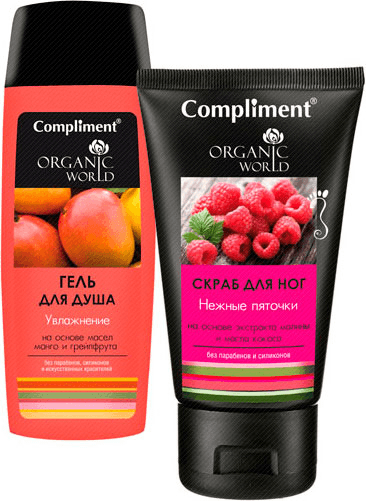 Compliment®
ORGANIC
WORLD
ГЕЛЬ
ДЛЯ ДУША
Увлажнение
на основе масел
манго и грейпфрута
без парабенов, силиконов
и искусственных красителей
Compliment®
ORGANIC
WORLD
СКРАБ ДЛЯ НОГ
Нежные пяточки
на основе экстракта малины
и масла кокоса
без парабенов и силиконов